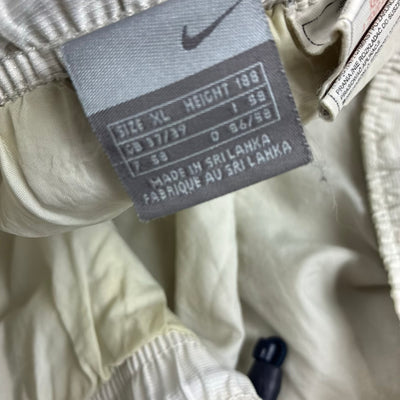 SIZE XL HEIGHT 188
GB 37/39 I 58
F 58 D 56/58
MADE IN SRI LANKA
FABRIQUE AU SRI LANKA